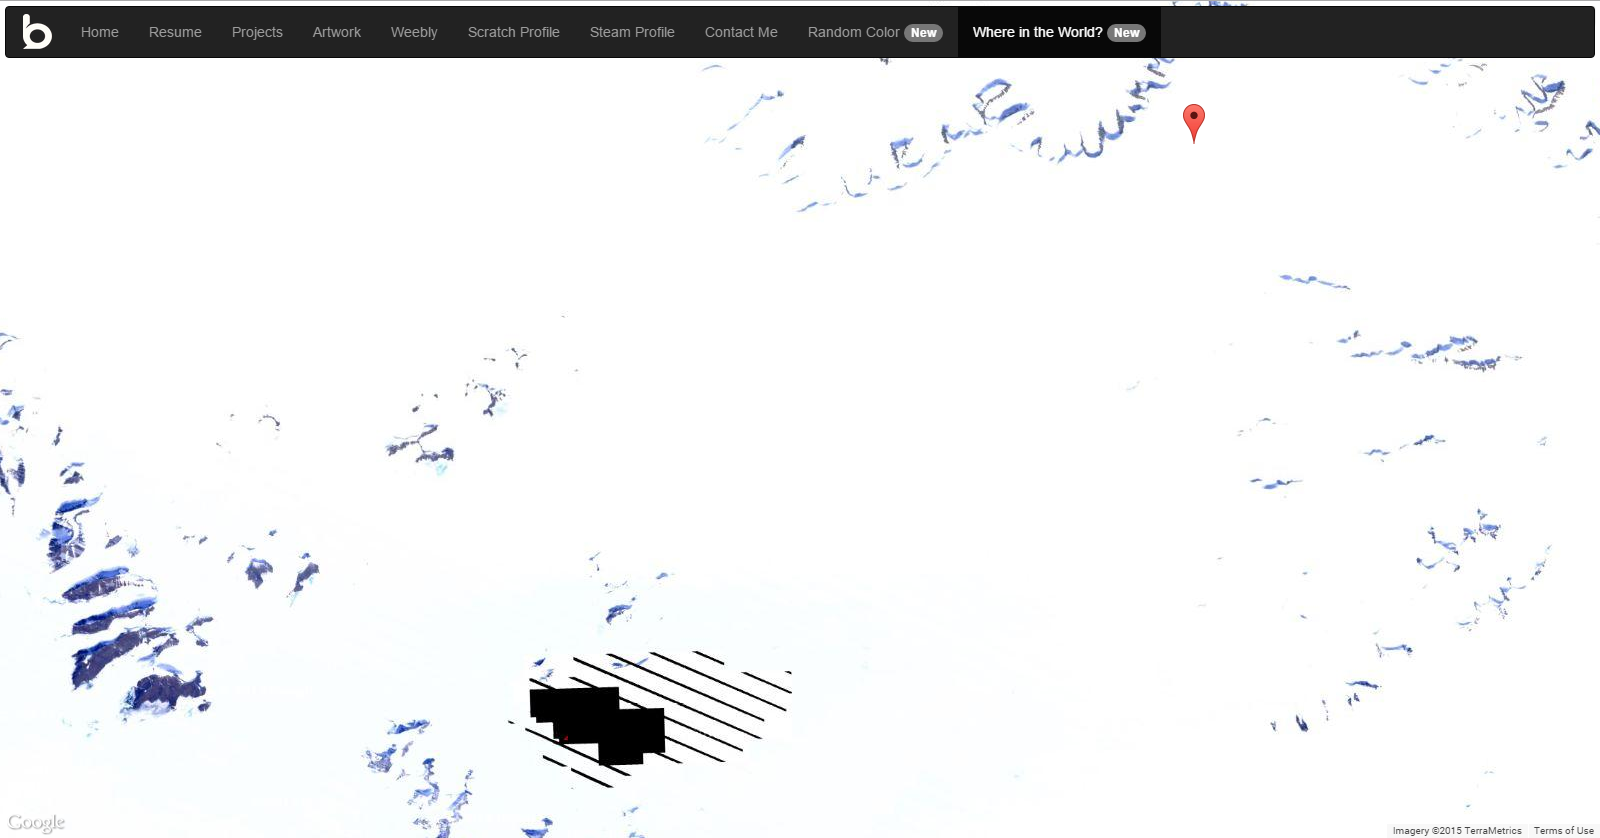 b Home Resume Projects Artwork Weebly Scratch Profile Steam Profile Contact Me Random Color New Where in the World? New
Google
Imagery ©2015 TerraMetrics Terms of Use